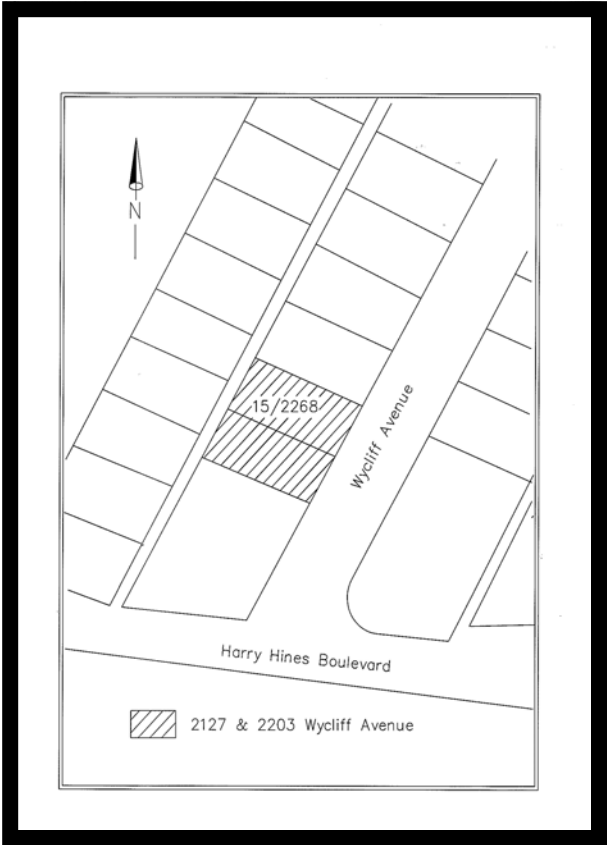 N
15/2268
Wycliff Avenue
Harry Hines Boulevard
2127 & 2203 Wycliff Avenue